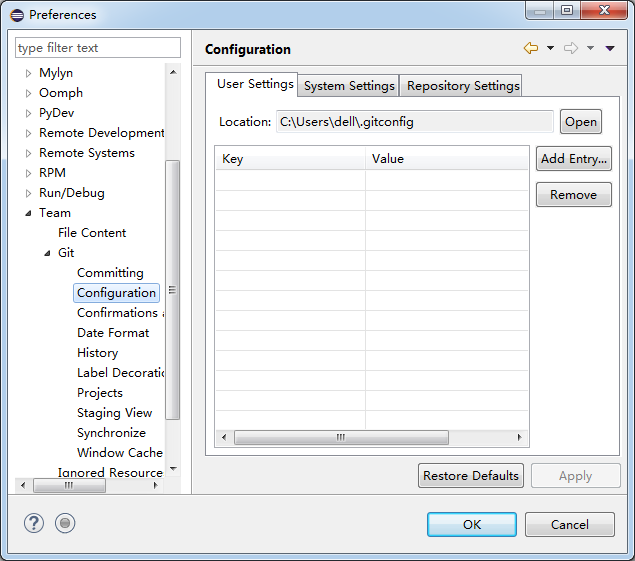 Preferences
type filter text
Mylyn
Oomph
PyDev
Remote Development
Remote Systems
RPM
Run/Debug
Team
File Content
Git
Committing
Configuration
Confirmations a
Date Format
History
Label Decoratio
Projects
Staging View
Synchronize
Window Cache
Ignored Resource
Configuration
User Settings
System Settings
Repository Settings
Location:
C:\Users\dell\.gitconfig
Open
Key
Value
Add Entry...
Remove
Restore Defaults
Apply
OK
Cancel